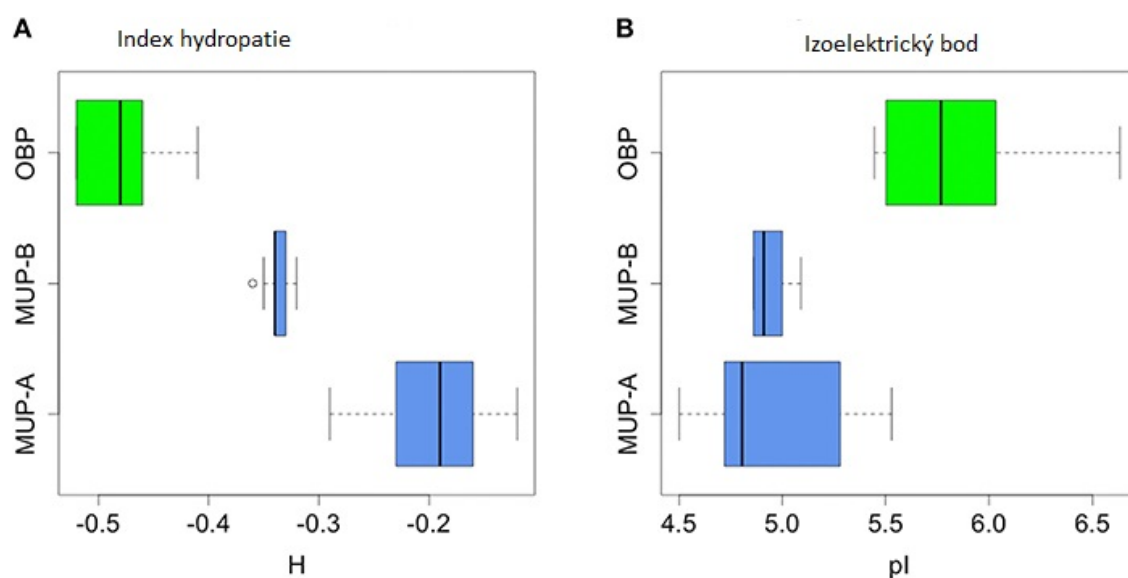 A
Index hydropatie
OBP
MUP-B
MUP-A
-0.5 -0.4 -0.3 -0.2
H
B
Izoelektrický bod
OBP
MUP-B
MUP-A
4.5 5.0 5.5 6.0 6.5
pI